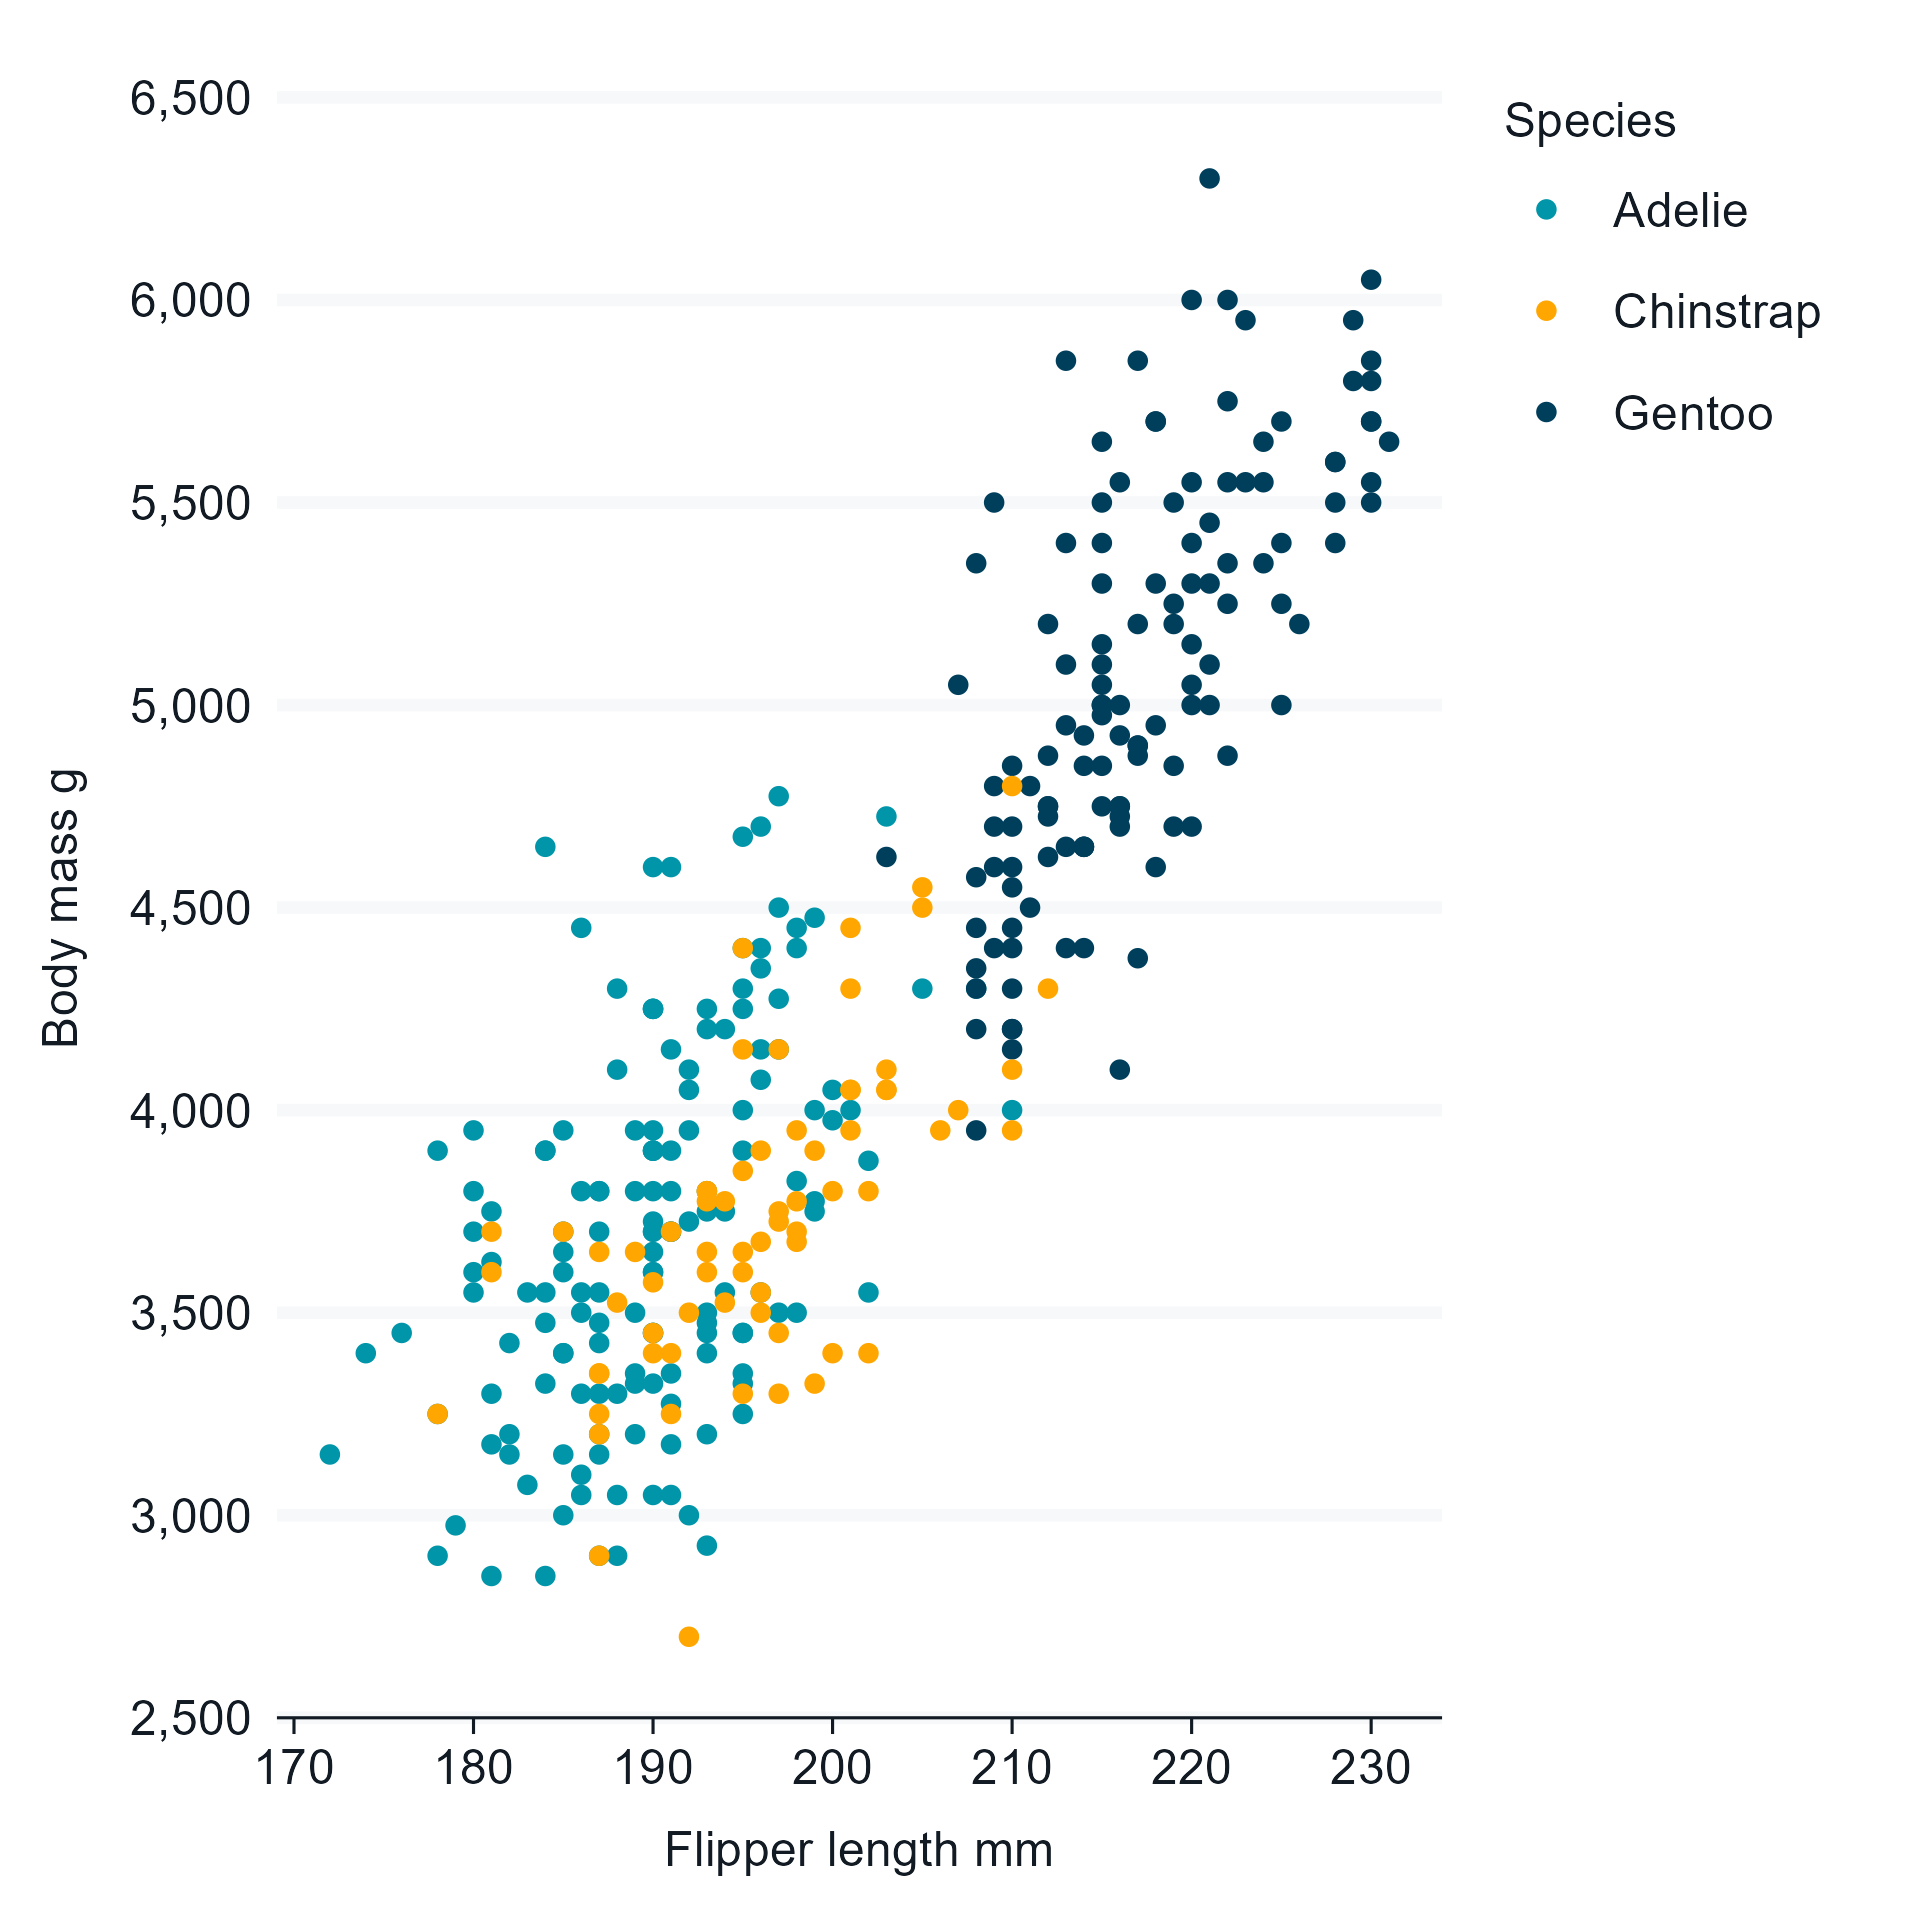 6,500
6,000
5,500
5,000
4,500
4,000
3,500
3,000
2,500
Body mass g
170 180 190 200 210 220 230
Flipper length mm
Species
Adelie
Chinstrap
Gentoo